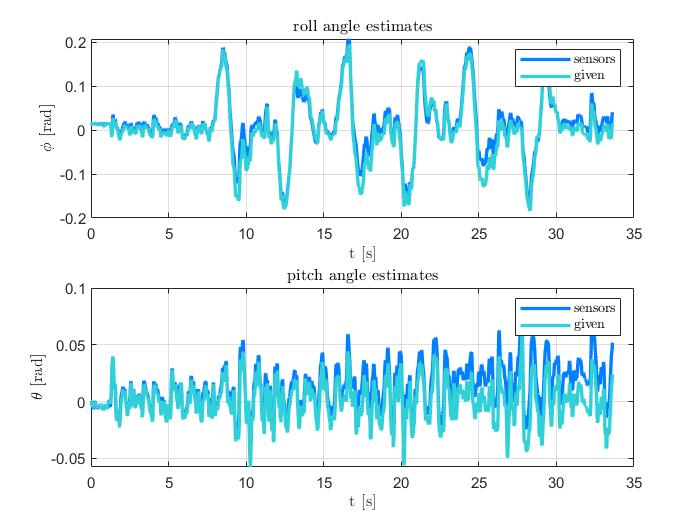 roll angle estimates
0.2
0.1
0
-0.1
-0.2
ϕ [rad]
sensors
given
0 5 10 15 20 25 30 35
t [s]
pitch angle estimates
0.1
0.05
0
-0.05
θ [rad]
sensors
given
0 5 10 15 20 25 30 35
t [s]